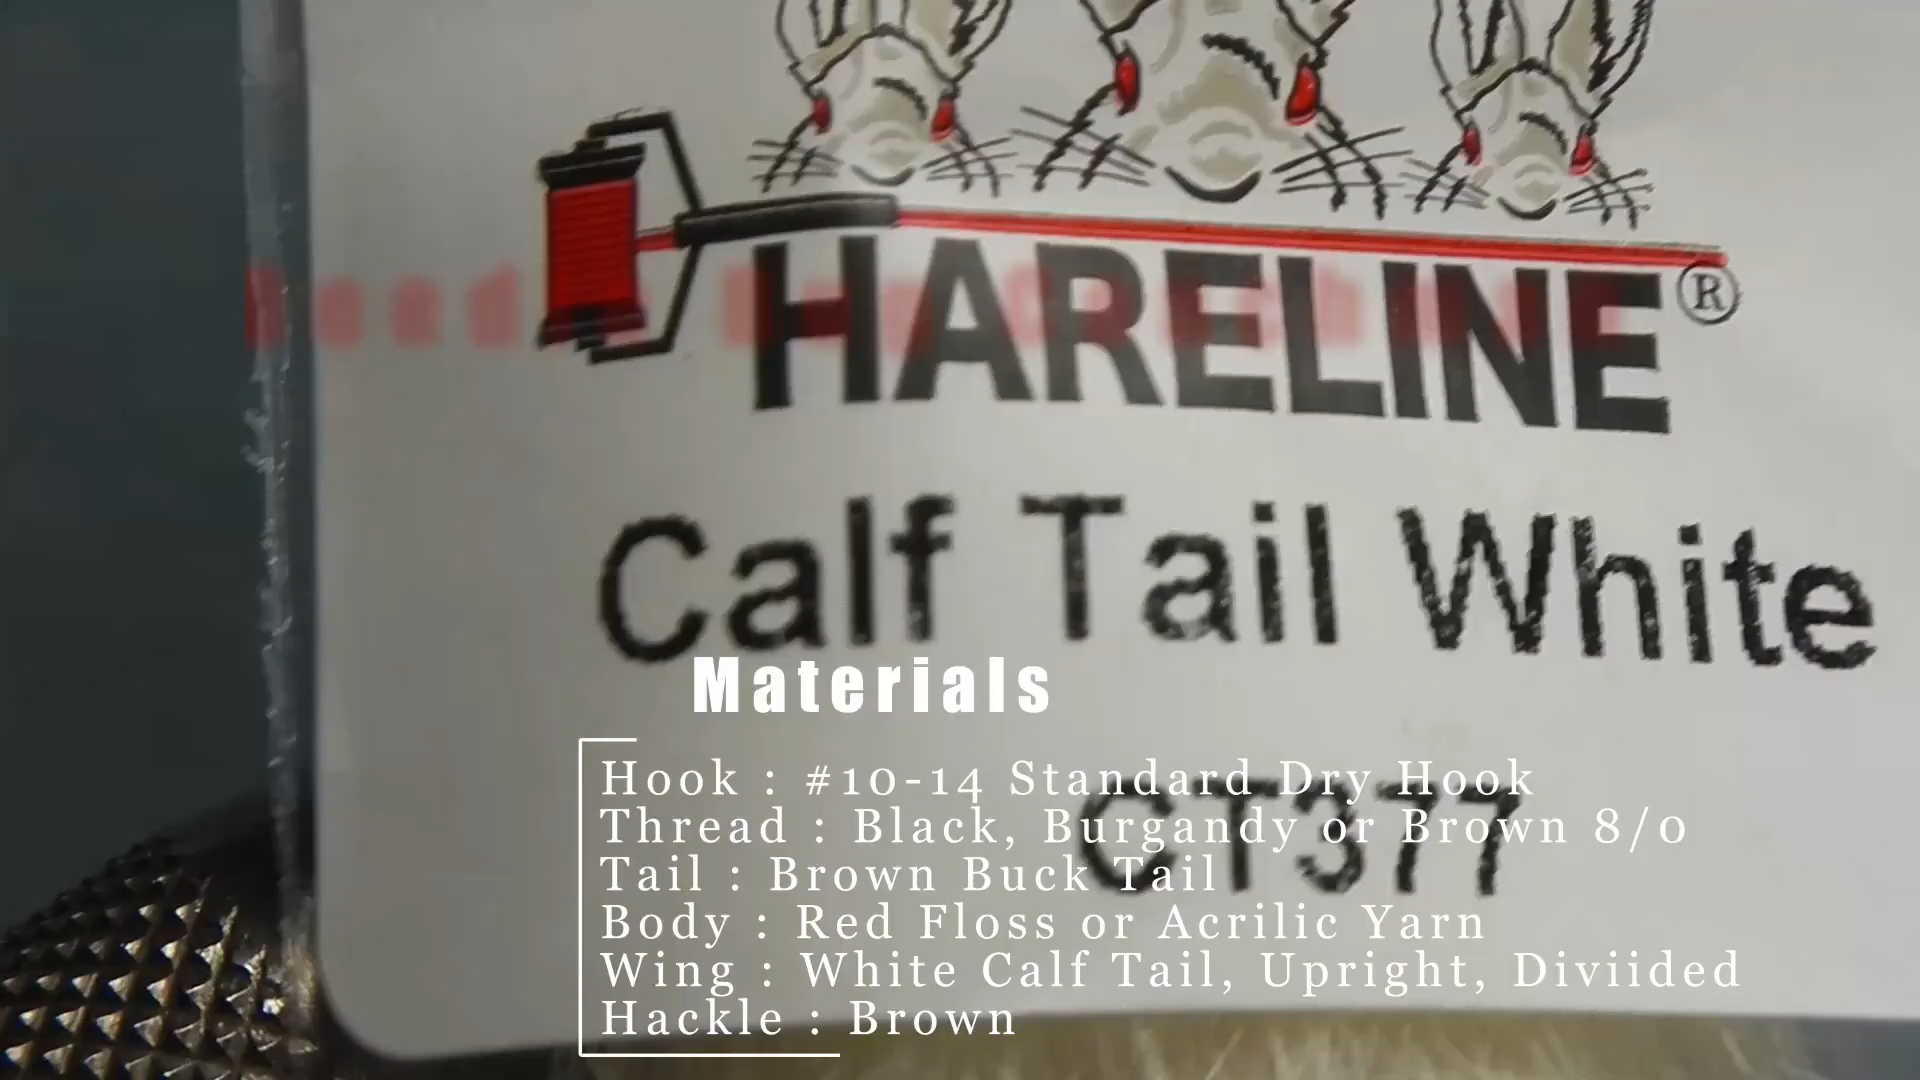 HARELINE®
Calf Tail White
CT377
Materials
Hook : #10-14 Standard Dry Hook
Thread : Black, Burgandy or Brown 8/0
Tail : Brown Buck Tail
Body : Red Floss or Acrilic Yarn
Wing : White Calf Tail, Upright, Diviided
Hackle : Brown